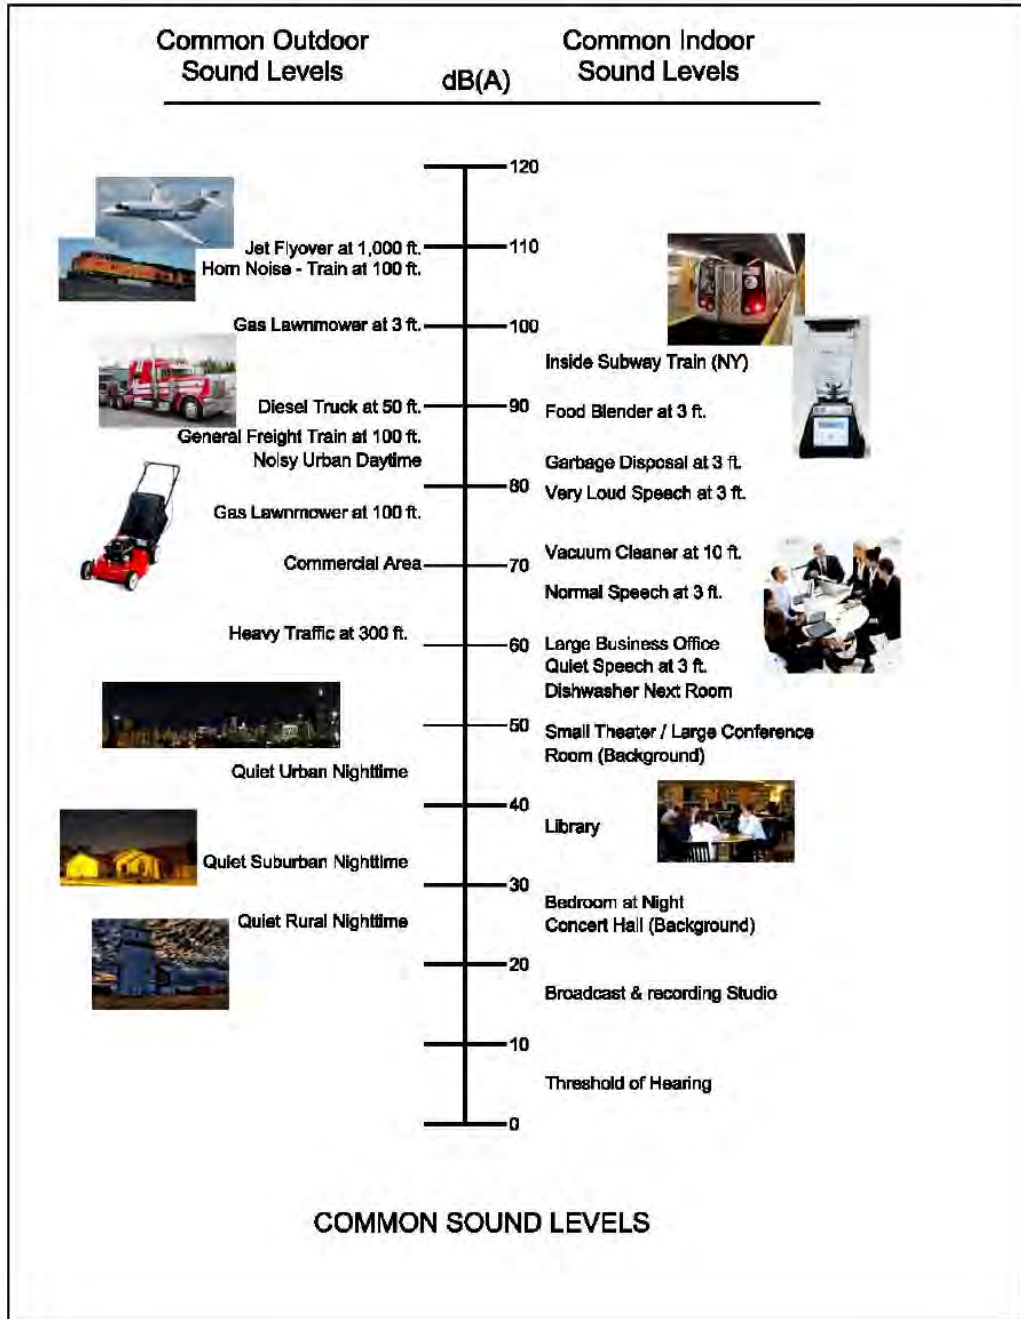 Common Outdoor
Sound Levels
dB(A)
Common Indoor
Sound Levels
120
Jet Flyover at 1,000 ft.
110
Horn Noise - Train at 100 ft.
Gas Lawnmower at 3 ft.
100
Inside Subway Train (NY)
Diesel Truck at 50 ft.
90
Food Blender at 3 ft.
General Freight Train at 100 ft.
Noisy Urban Daytime
Garbage Disposal at 3 ft.
80
Very Loud Speech at 3 ft.
Gas Lawnmower at 100 ft.
Vacuum Cleaner at 10 ft.
Commercial Area
70
Normal Speech at 3 ft.
Heavy Traffic at 300 ft.
60
Large Business Office
Quiet Speech at 3 ft.
Dishwasher Next Room
50
Small Theater / Large Conference
Room (Background)
Quiet Urban Nighttime
40
Library
Quiet Suburban Nighttime
30
Bedroom at Night
Quiet Rural Nighttime
Concert Hall (Background)
20
Broadcast & recording Studio
10
Threshold of Hearing
0
COMMON SOUND LEVELS